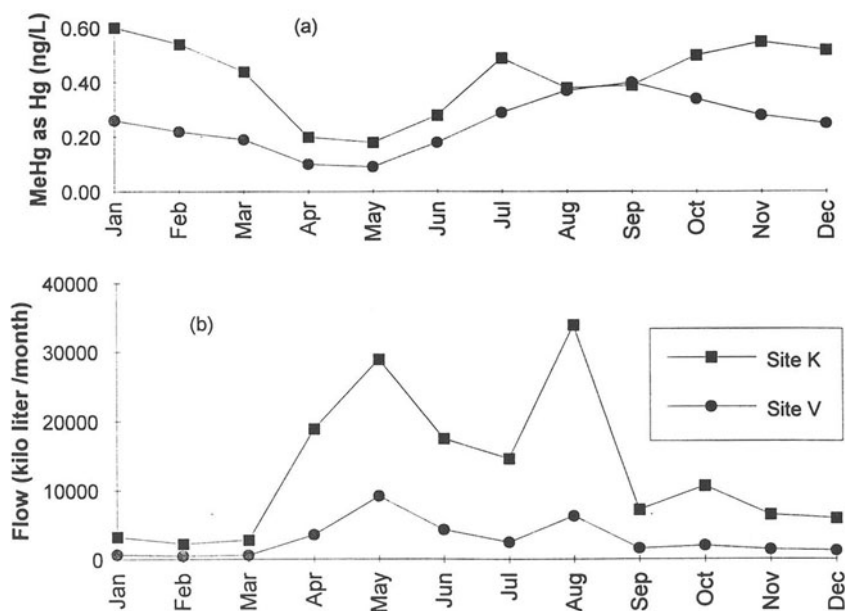 (a)
MeHg as Hg (ng/L)
0.60
0.40
0.20
0.00
Jan
Feb
Mar
Apr
May
Jun
Jul
Aug
Sep
Oct
Nov
Dec
(b)
Flow (kilo liter /month)
40000
30000
20000
10000
0
Site K
Site V
Jan
Feb
Mar
Apr
May
Jun
Jul
Aug
Sep
Oct
Nov
Dec